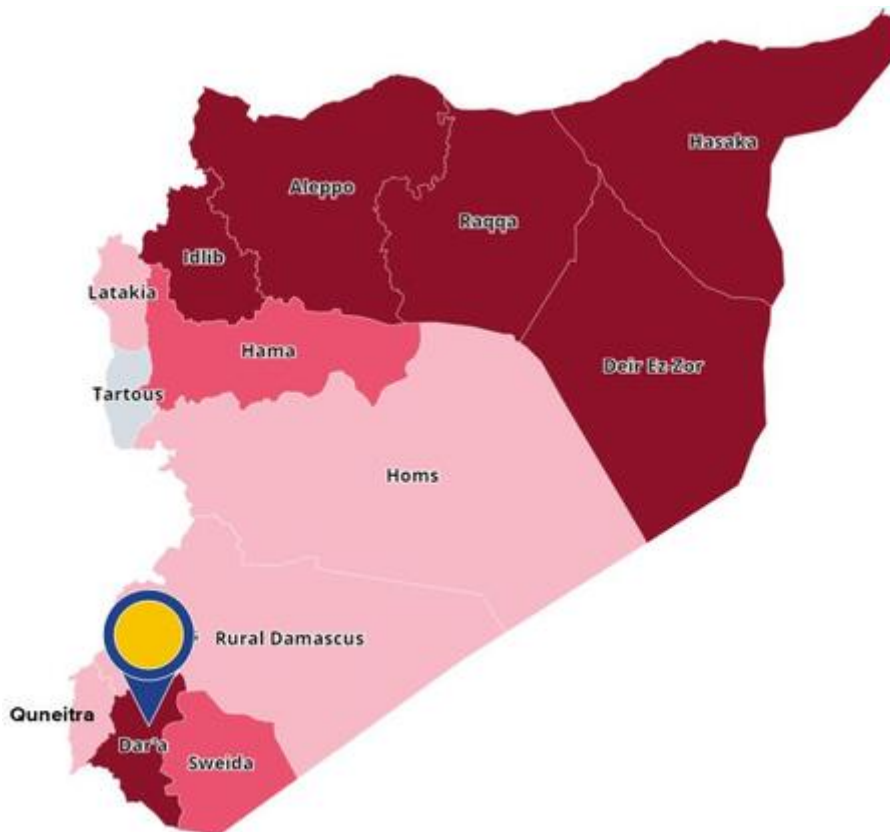 Hasaka
Aleppo
Raqqa
Idlib
Latakia
Hama
Deir Ez-Zor
Tartous
Homs
Rural Damascus
Quneitra
Dar'a
Sweida